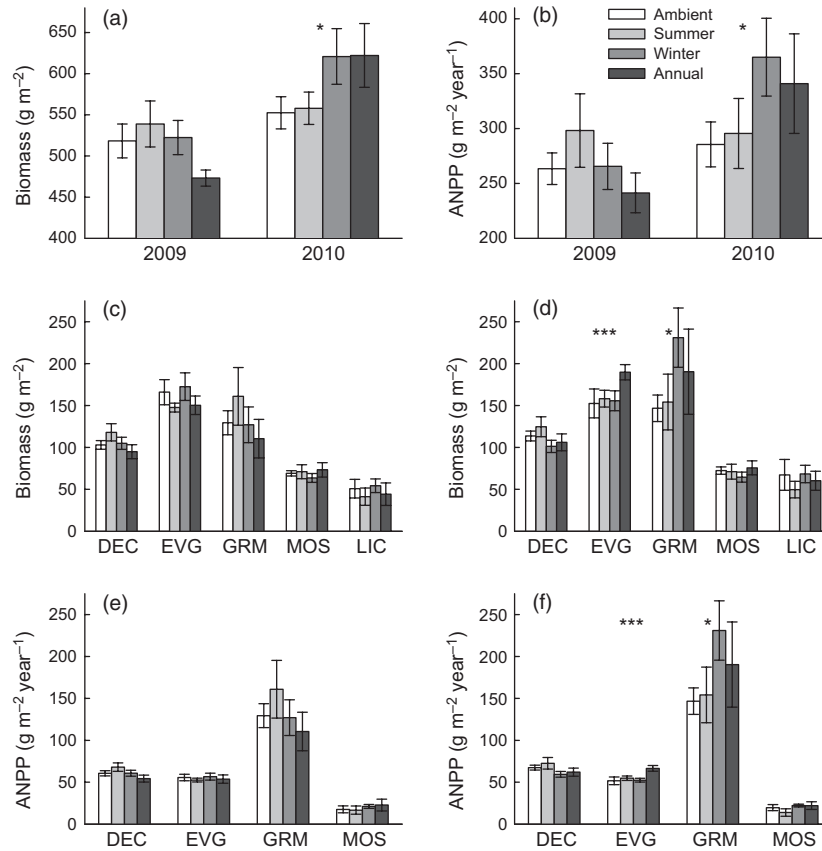 (a)
*
Biomass (g m⁻²)
650
600
550
500
450
400
2009 2010
(b)
*
Ambient
Summer
Winter
Annual
ANPP (g m⁻² year⁻¹)
400
350
300
250
200
2009 2010
(c)
Biomass (g m⁻²)
250
200
150
100
50
0
DEC EVG GRM MOS LIC
(d)
*** *
Biomass (g m⁻²)
250
200
150
100
50
0
DEC EVG GRM MOS LIC
(e)
ANPP (g m⁻² year⁻¹)
250
200
150
100
50
0
DEC EVG GRM MOS
(f)
*** *
ANPP (g m⁻² year⁻¹)
250
200
150
100
50
0
DEC EVG GRM MOS